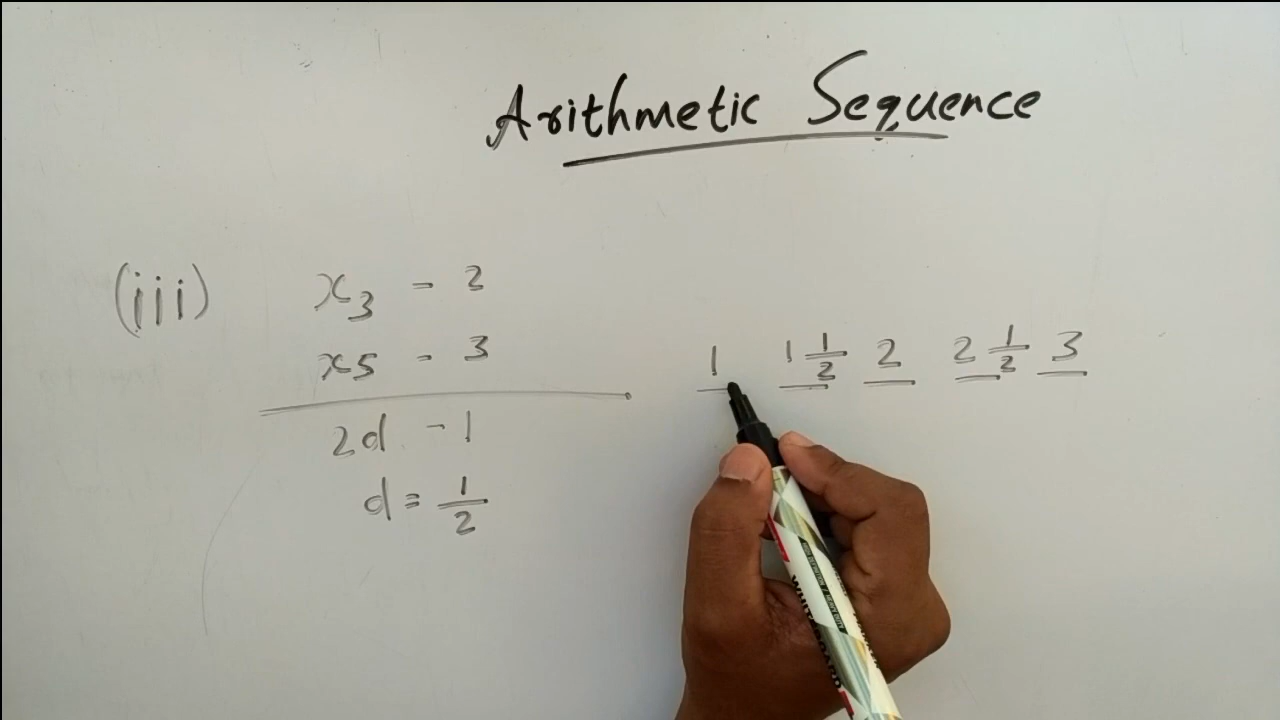 Arithmetic Sequence
(iii) x₃ - 2
x5 - 3
1 1 1/2 2 2 1/2 3
2d - 1
d = 1/2
WHITEBOARD